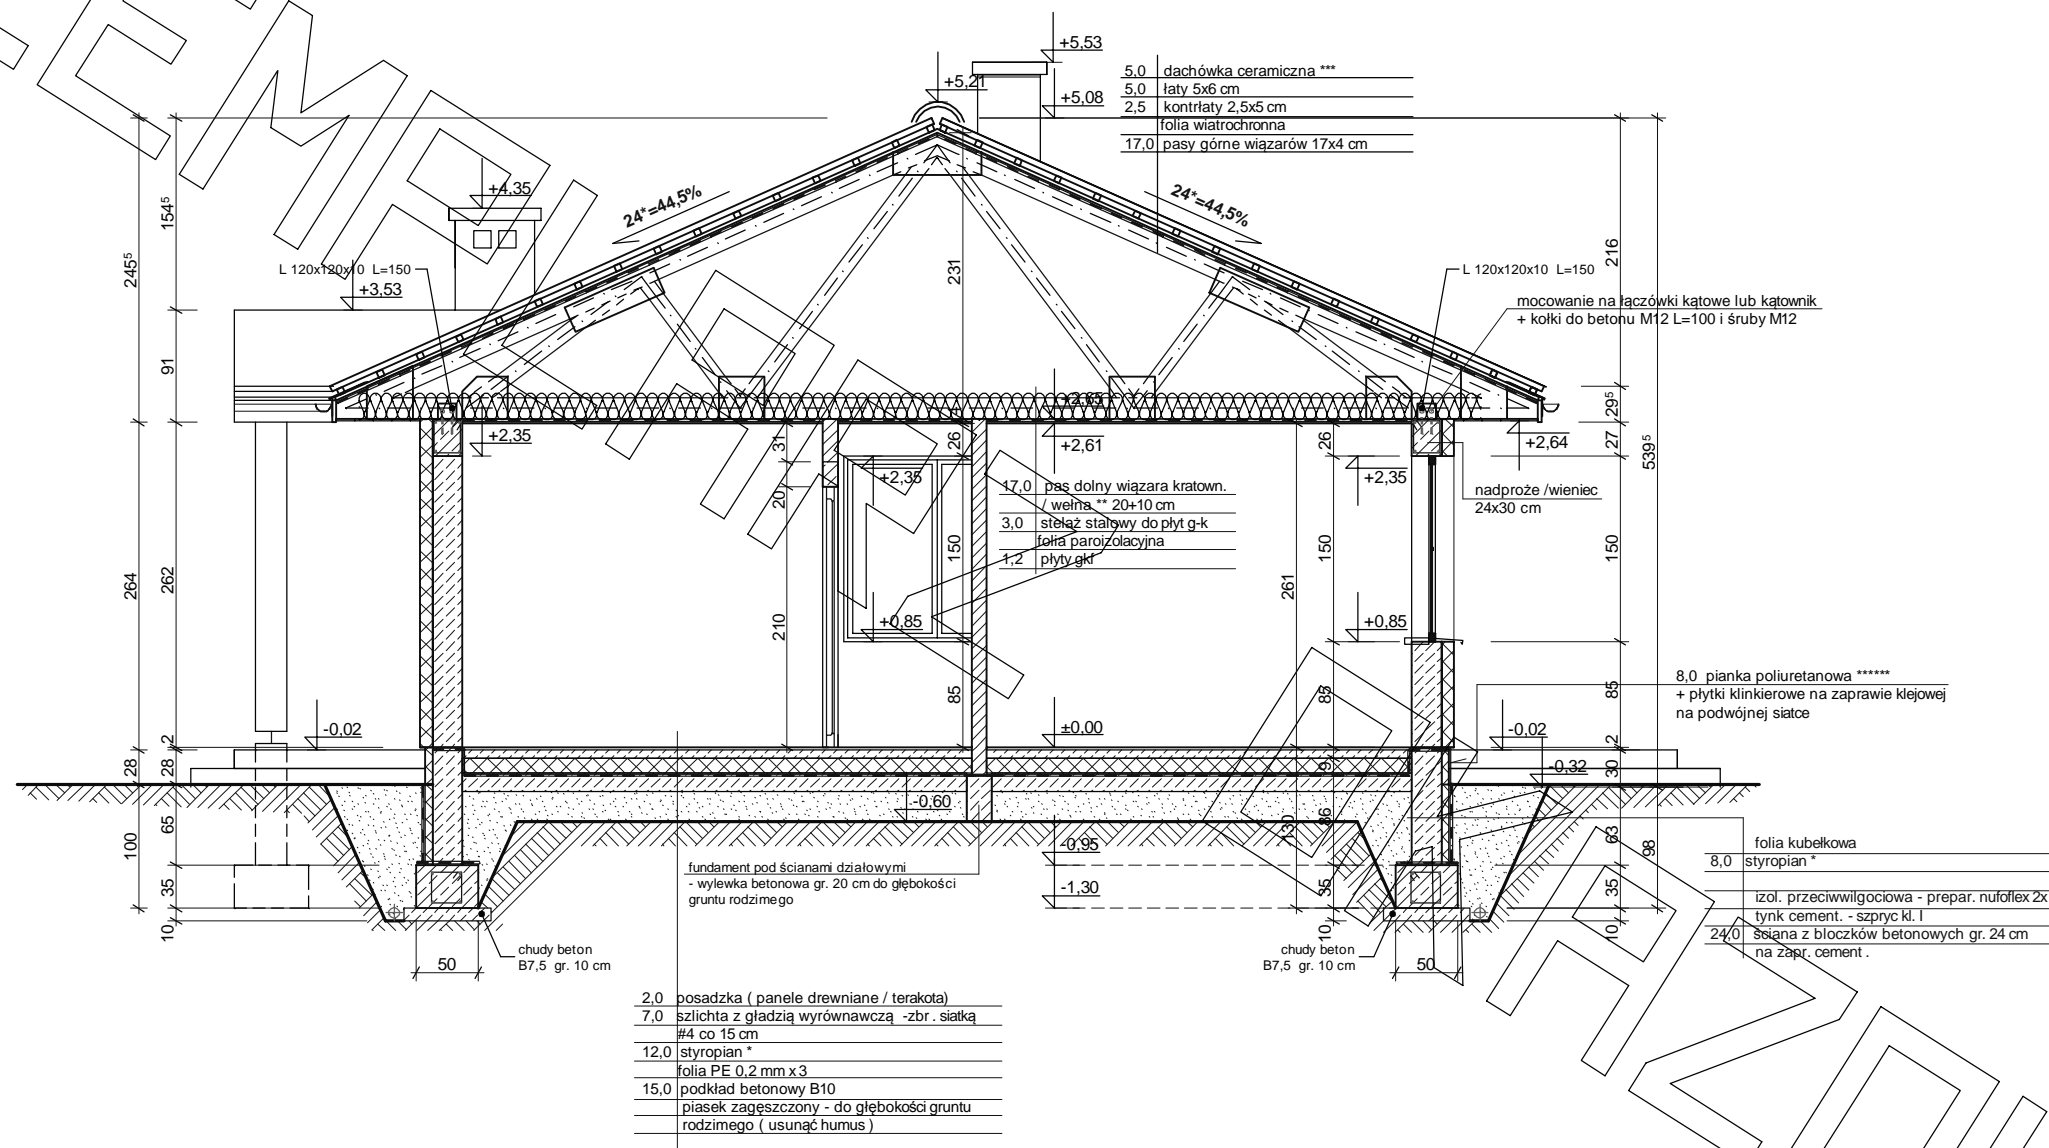 +5,53
+5,21
+5,08
5,0 dachówka ceramiczna ***
5,0 łaty 5x6 cm
2,5 kontrłaty 2,5x5 cm
folia wiatrochronna
17,0 pasy górne wiązarów 17x4 cm
+4,35
24*=44,5%
24*=44,5%
154⁵
245⁵
231
216
L 120x120x10 L=150
L 120x120x10 L=150
+3,53
mocowanie na łączówki kątowe lub kątownik
+ kołki do betonu M12 L=100 i śruby M12
91
+2,65
29⁵
+2,35
31
4
26
+2,61
26
27
+2,64
539⁵
+2,35
+2,35
20
17,0 pas dolny wiązara kratown.
/ wełna ** 20+10 cm
3,0 stelaż stalowy do płyt g-k
folia paroizolacyjna
1,2 płyty gkf
nadproże /wieniec
24x30 cm
264
262
150
150
150
261
210
+0,85
+0,85
85
85
85
8,0 pianka poliuretanowa ******
+ płytki klinkierowe na zaprawie klejowej
na podwójnej siatce
-0,02
±0,00
-0,02
2
2
28
28
9
30
-0,32
-0,60
100
65
130
86
63
98
-0,95
-1,30
35
35
35
10
10
10
fundament pod ścianami działowymi
- wylewka betonowa gr. 20 cm do głębokości
gruntu rodzimego
folia kubełkowa
8,0 styropian *
izol. przeciwwilgociowa - prepar. nufoflex 2x
tynk cement. - szpryc kl. I
24,0 ściana z bloczków betonowych gr. 24 cm
na zapr. cement .
50
chudy beton
B7,5 gr. 10 cm
chudy beton
B7,5 gr. 10 cm
50
2,0 posadzka ( panele drewniane / terakota)
7,0 szlichta z gładzią wyrównawczą -zbr . siatką
#4 co 15 cm
12,0 styropian *
folia PE 0,2 mm x 3
15,0 podkład betonowy B10
piasek zagęszczony - do głębokości gruntu
rodzimego ( usunąć humus )